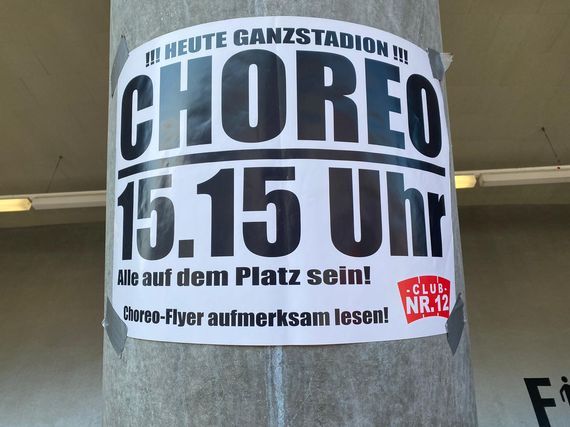 !!! HEUTE GANZSTADION !!!
CHOREO
15.15 Uhr
Alle auf dem Platz sein!
Choreo-Flyer aufmerksam lesen!
-CLUB-
NR.12